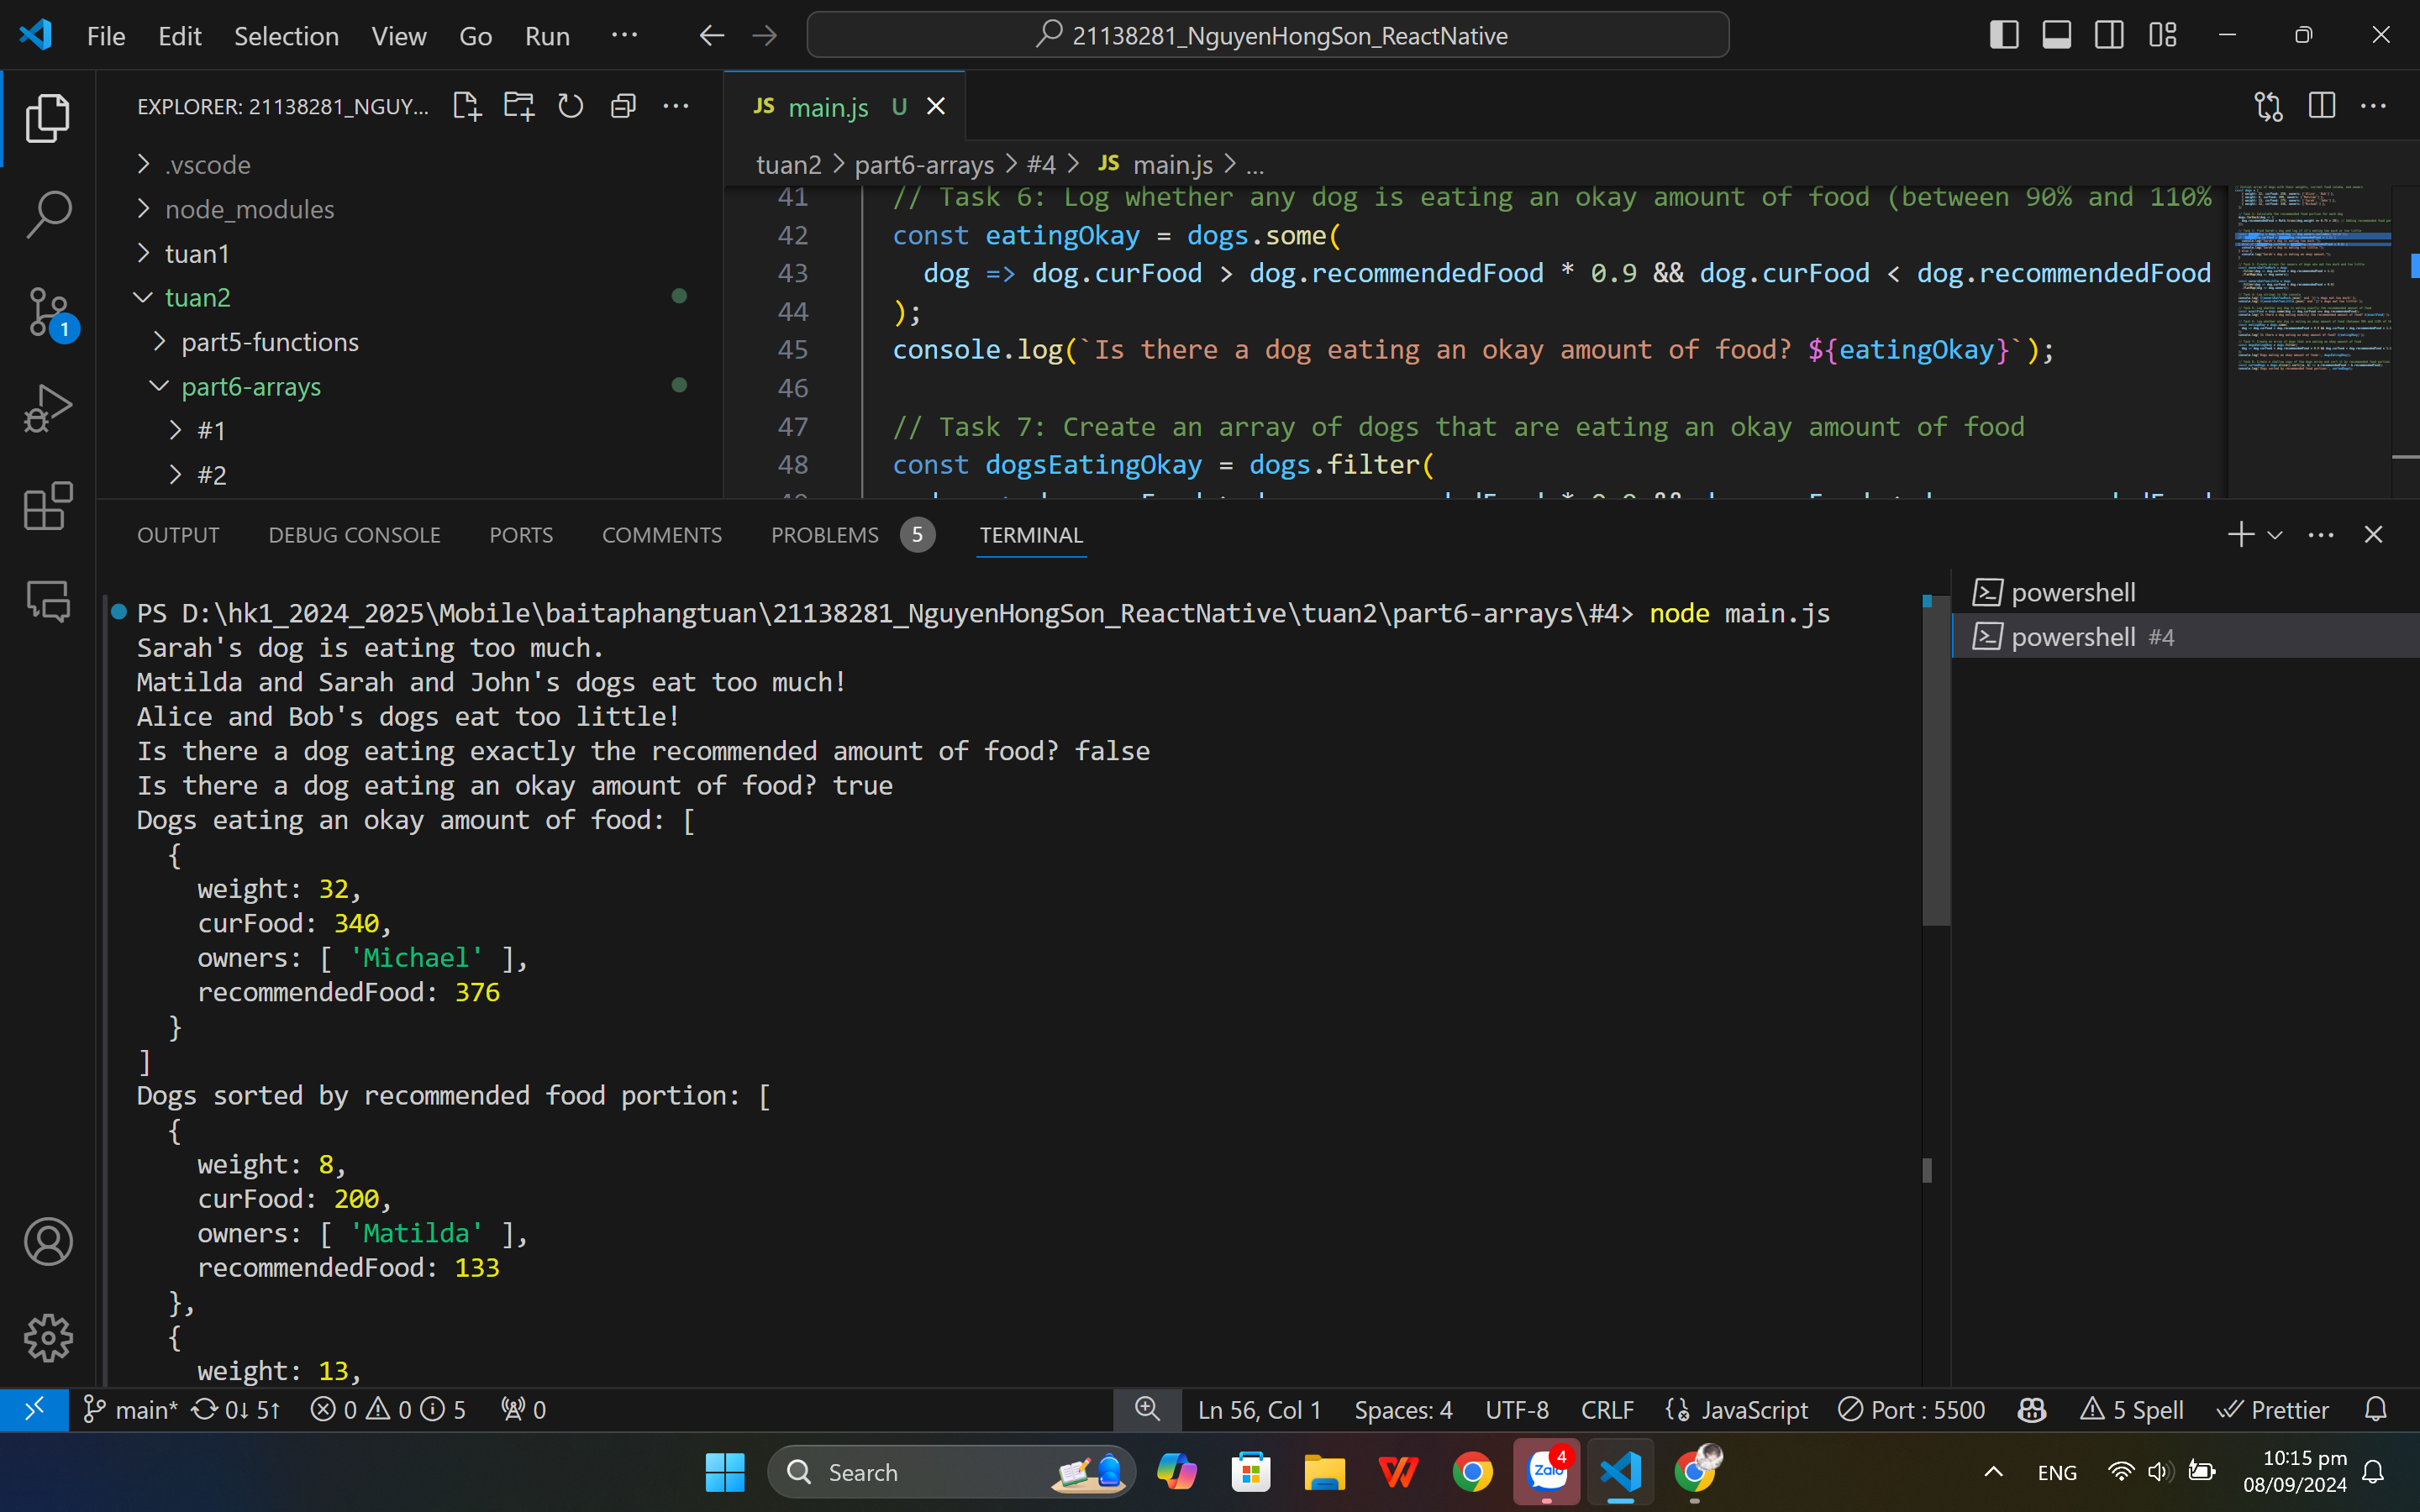 File Edit Selection View Go Run ···
21138281_NguyenHongSon_ReactNative
EXPLORER: 21138281_NGUY...
.vscode
node_modules
tuan1
tuan2
part5-functions
part6-arrays
#1
#2
1
JS main.js U
tuan2 > part6-arrays > #4 > JS main.js > ...
41 // Task 6: Log whether any dog is eating an okay amount of food (between 90% and 110%
42 const eatingOkay = dogs.some(
43 dog => dog.curFood > dog.recommendedFood * 0.9 && dog.curFood < dog.recommendedFood
44 );
45 console.log(`Is there a dog eating an okay amount of food? ${eatingOkay}`);
46
47 // Task 7: Create an array of dogs that are eating an okay amount of food
48 const dogsEatingOkay = dogs.filter(
OUTPUT DEBUG CONSOLE PORTS COMMENTS PROBLEMS 5 TERMINAL
PS D:\hk1_2024_2025\Mobile\baitaphangtuan\21138281_NguyenHongSon_ReactNative\tuan2\part6-arrays\#4> node main.js
Sarah's dog is eating too much.
Matilda and Sarah and John's dogs eat too much!
Alice and Bob's dogs eat too little!
Is there a dog eating exactly the recommended amount of food? false
Is there a dog eating an okay amount of food? true
Dogs eating an okay amount of food: [
{
weight: 32,
curFood: 340,
owners: [ 'Michael' ],
recommendedFood: 376
}
]
Dogs sorted by recommended food portion: [
{
weight: 8,
curFood: 200,
owners: [ 'Matilda' ],
recommendedFood: 133
},
{
weight: 13,
powershell
powershell #4
main* 0↓ 5↑ 0 0 5 0
Ln 56, Col 1 Spaces: 4 UTF-8 CRLF JavaScript Port : 5500 5 Spell Prettier
Search
Zalo 4
ENG
10:15 pm
08/09/2024